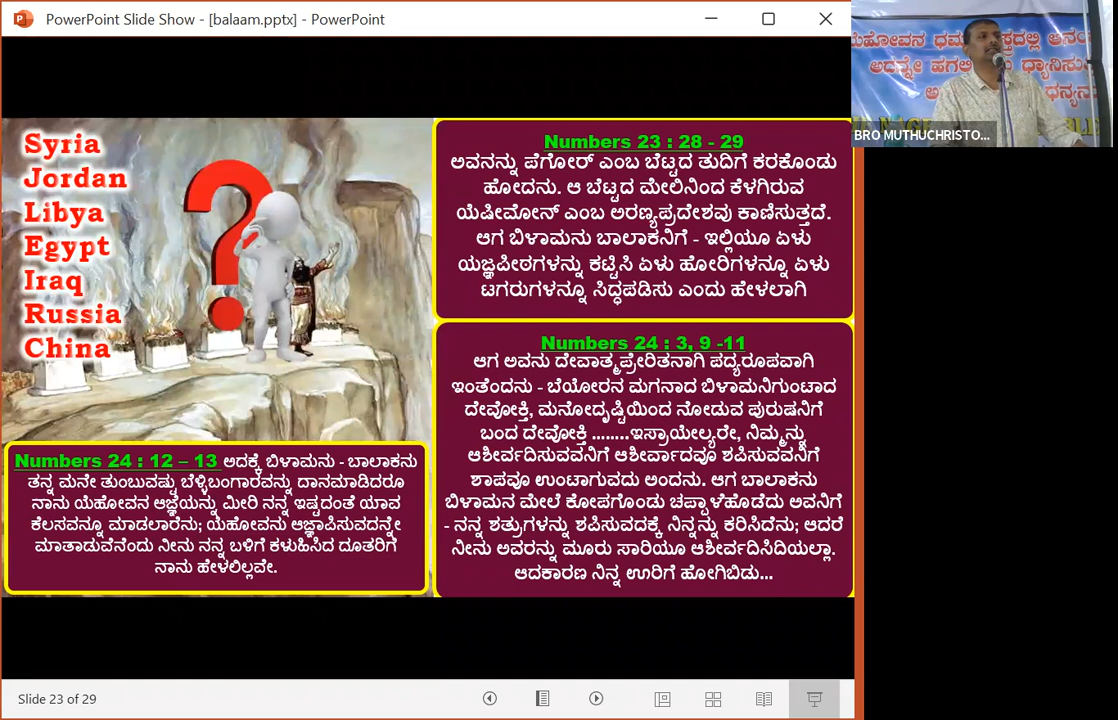 PowerPoint Slide Show - [balaam.pptx] - PowerPoint
Syria
Jordan
Libya
Egypt
Iraq
Russia
China
Numbers 23 : 28 - 29
ಅವನನ್ನು ಪೆಗೋರ್ ಎಂಬ ಬೆಟ್ಟದ ತುದಿಗೆ ಕರಕೊಂಡು
ಹೋದನು. ಆ ಬೆಟ್ಟದ ಮೇಲಿನಿಂದ ಕೆಳಗಿರುವ
ಯೆಷೀಮೋನ್ ಎಂಬ ಅರಣ್ಯಪ್ರದೇಶವು ಕಾಣಿಸುತ್ತದೆ.
ಆಗ ಬಿಳಾಮನು ಬಾಲಾಕನಿಗೆ - ಇಲ್ಲಿಯೂ ಏಳು
ಯಜ್ಞಪೀಠಗಳನ್ನು ಕಟ್ಟಿಸಿ ಏಳು ಹೋರಿಗಳನ್ನೂ ಏಳು
ಟಗರುಗಳನ್ನೂ ಸಿದ್ಧಪಡಿಸು ಎಂದು ಹೇಳಲಾಗಿ
Numbers 24 : 3, 9 -11
ಆಗ ಅವನು ದೇವಾತ್ಮಪ್ರೇರಿತನಾಗಿ ಪದ್ಯರೂಪವಾಗಿ
ಇಂತೆಂದನು - ಬೆಯೋರನ ಮಗನಾದ ಬಿಳಾಮನಿಗುಂಟಾದ
ದೇವೋಕ್ತಿ, ಮನೋದೃಷ್ಟಿಯಿಂದ ನೋಡುವ ಪುರುಷನಿಗೆ
ಬಂದ ದೇವೋಕ್ತಿ ........ಇಸ್ರಾಯೇಲ್ಯರೇ, ನಿಮ್ಮನ್ನು
ಆಶೀರ್ವದಿಸುವವನಿಗೆ ಆಶೀರ್ವಾದವೂ ಶಪಿಸುವವನಿಗೆ
ಶಾಪವೂ ಉಂಟಾಗುವದು ಅಂದನು. ಆಗ ಬಾಲಾಕನು
ಬಿಳಾಮನ ಮೇಲೆ ಕೋಪಗೊಂಡು ಚಪ್ಪಾಳೆಹೊಡೆದು ಅವನಿಗೆ
- ನನ್ನ ಶತ್ರುಗಳನ್ನು ಶಪಿಸುವದಕ್ಕೆ ನಿನ್ನನ್ನು ಕರಿಸಿದೆನು; ಆದರೆ
ನೀನು ಅವರನ್ನು ಮೂರು ಸಾರಿಯೂ ಆಶೀರ್ವದಿಸಿದಿಯಲ್ಲಾ.
ಆದಕಾರಣ ನಿನ್ನ ಊರಿಗೆ ಹೋಗಿಬಿಡು...
Numbers 24 : 12 – 13 ಅದಕ್ಕೆ ಬಿಳಾಮನು - ಬಾಲಾಕನು
ತನ್ನ ಮನೇ ತುಂಬುವಷ್ಟು ಬೆಳ್ಳಿಬಂಗಾರವನ್ನು ದಾನಮಾಡಿದರೂ
ನಾನು ಯೆಹೋವನ ಆಜ್ಞೆಯನ್ನು ಮೀರಿ ನನ್ನ ಇಷ್ಟದಂತೆ ಯಾವ
ಕೆಲಸವನ್ನೂ ಮಾಡಲಾರೆನು; ಯೆಹೋವನು ಆಜ್ಞಾಪಿಸುವದನ್ನೇ
ಮಾತಾಡುವೆನೆಂದು ನೀನು ನನ್ನ ಬಳಿಗೆ ಕಳುಹಿಸಿದ ದೂತರಿಗೆ
ನಾನು ಹೇಳಲಿಲ್ಲವೇ.
BRO MUTHUCHRISTO...
Slide 23 of 29